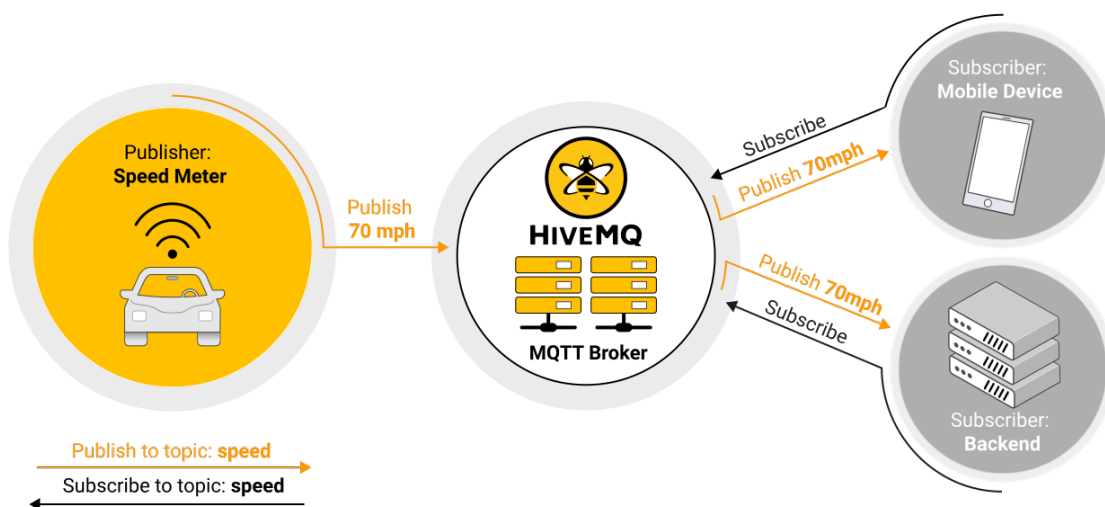 Publisher:
Speed Meter
Publish
70 mph
HIVEMQ
MQTT Broker
Subscribe
Publish 70mph
Subscriber:
Mobile Device
Publish 70mph
Subscribe
Subscriber:
Backend
Publish to topic: speed
Subscribe to topic: speed